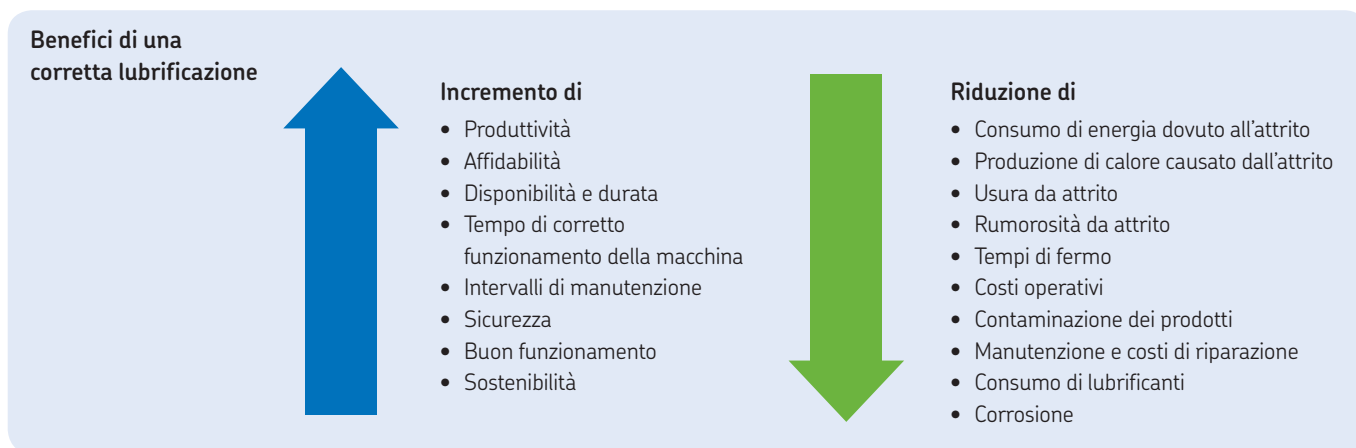 Benefici di una
corretta lubrificazione
Incremento di
• Produttività
• Affidabilità
• Disponibilità e durata
• Tempo di corretto
funzionamento della macchina
• Intervalli di manutenzione
• Sicurezza
• Buon funzionamento
• Sostenibilità
Riduzione di
• Consumo di energia dovuto all'attrito
• Produzione di calore causato dall'attrito
• Usura da attrito
• Rumorosità da attrito
• Tempi di fermo
• Costi operativi
• Contaminazione dei prodotti
• Manutenzione e costi di riparazione
• Consumo di lubrificanti
• Corrosione